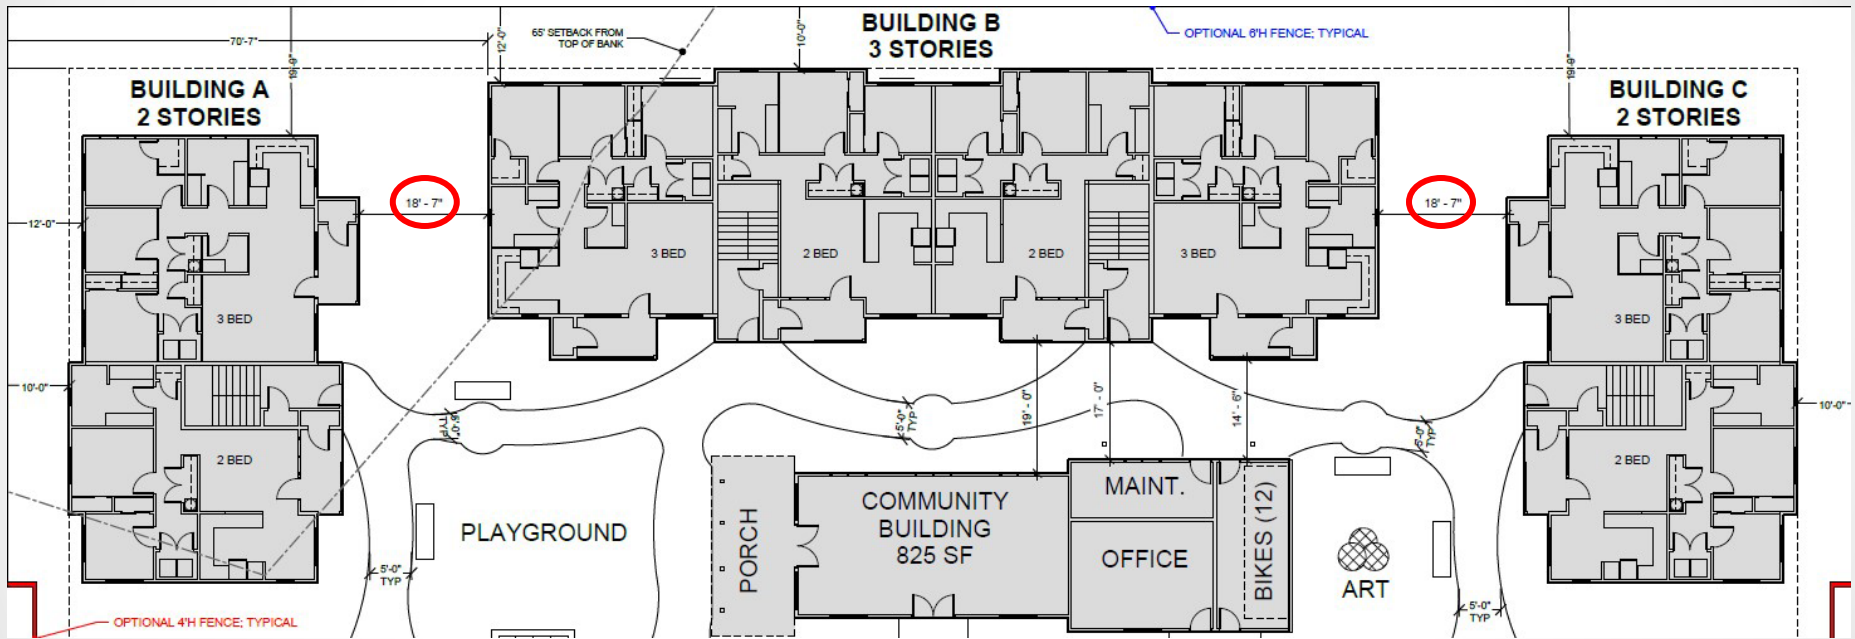 BUILDING B
3 STORIES
65' SETBACK FROM
TOP OF BANK
OPTIONAL 6'H FENCE; TYPICAL
70'-7"
12'-0"
10'-0"
19'-9"
19'-9"
BUILDING A
2 STORIES
BUILDING C
2 STORIES
18' - 7"
18' - 7"
12'-0"
3 BED
2 BED
2 BED
3 BED
3 BED
3 BED
10'-0"
10'-0"
17' - 0"
19' - 0"
14' - 6"
5'-0"
TYP
5'-0"
TYP
2 BED
2 BED
PLAYGROUND
PORCH
COMMUNITY
BUILDING
825 SF
MAINT.
OFFICE
BIKES (12)
ART
5'-0"
TYP
5'-0"
TYP
OPTIONAL 4'H FENCE; TYPICAL